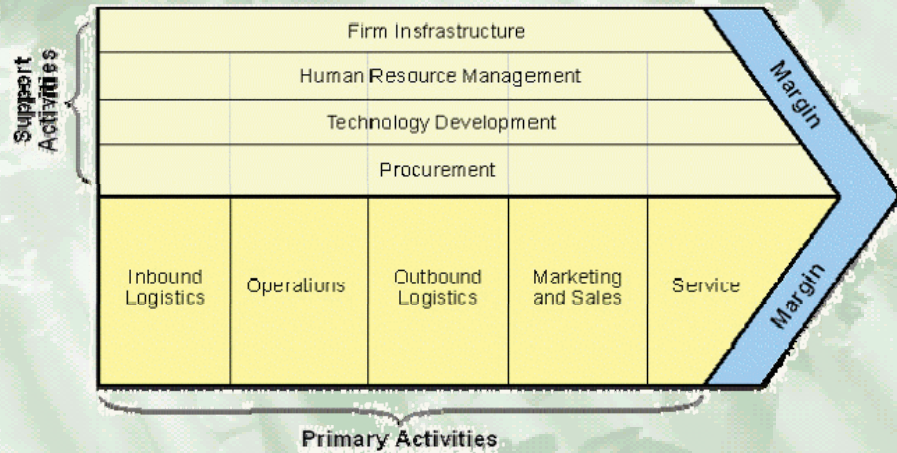 Support
Activities
Firm Insfrastructure
Human Resource Management
Technology Development
Procurement
Margin
Inbound
Logistics
Operations
Outbound
Logistics
Marketing
and Sales
Service
Margin
Primary Activities